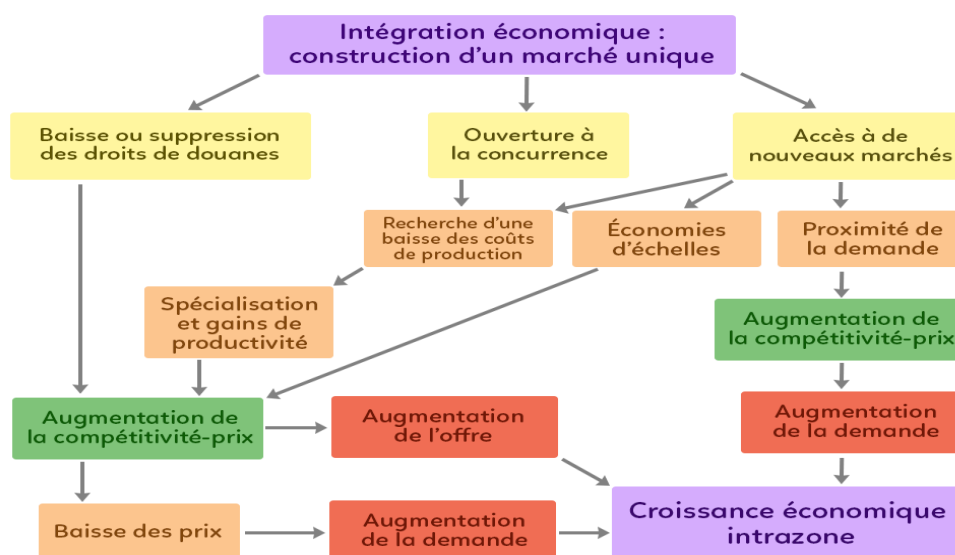 Intégration économique :
construction d'un marché unique
Baisse ou suppression
des droits de douanes
Ouverture à
la concurrence
Accès à de
nouveaux marchés
Recherche d'une
baisse des coûts
de production
Économies
d'échelles
Proximité de
la demande
Spécialisation
et gains de
productivité
Augmentation de
la compétitivité-prix
Augmentation de
la compétitivité-prix
Augmentation
de l'offre
Augmentation
de la demande
Baisse des prix
Augmentation
de la demande
Croissance économique
intrazone